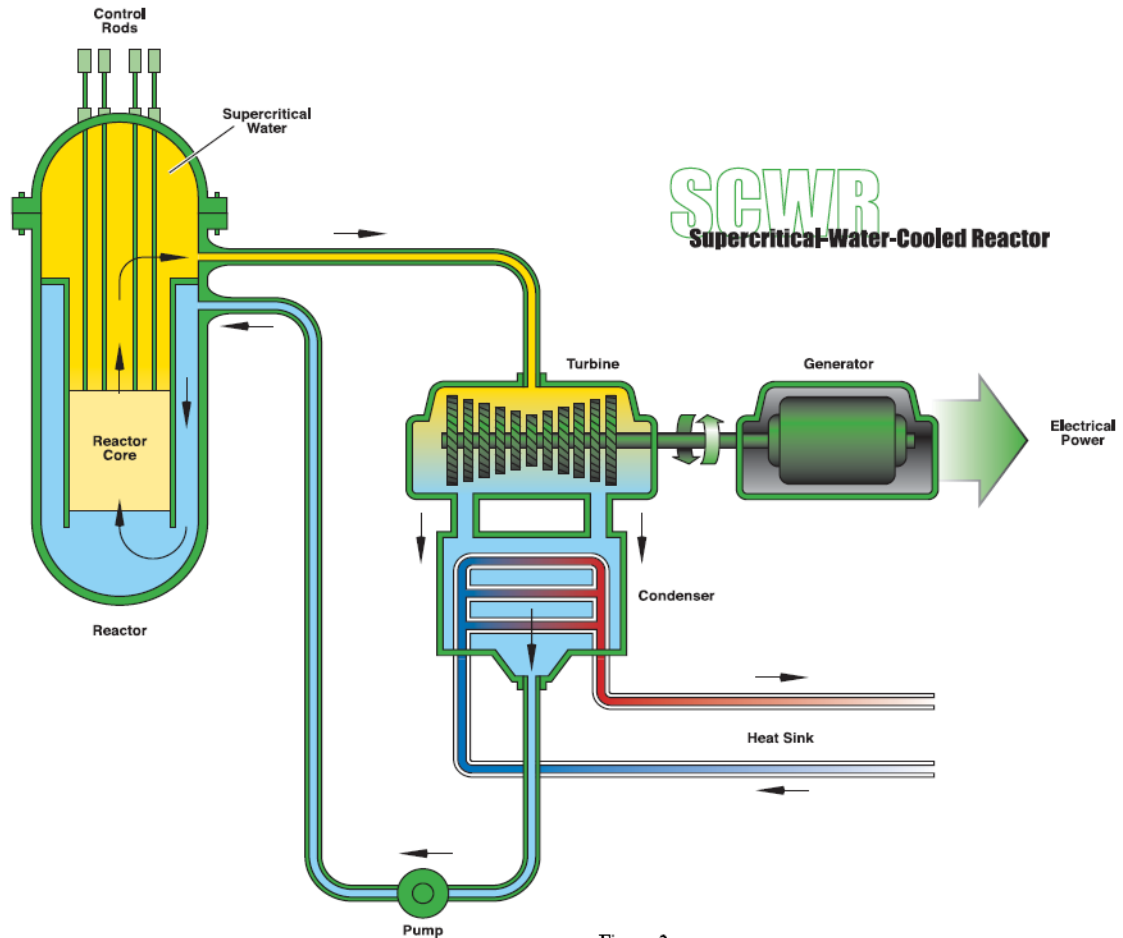 Control
Rods
Supercritical
Water
SCWR
Supercritical-Water-Cooled Reactor
Turbine
Generator
Electrical
Power
Reactor
Core
Condenser
Reactor
Heat Sink
Pump